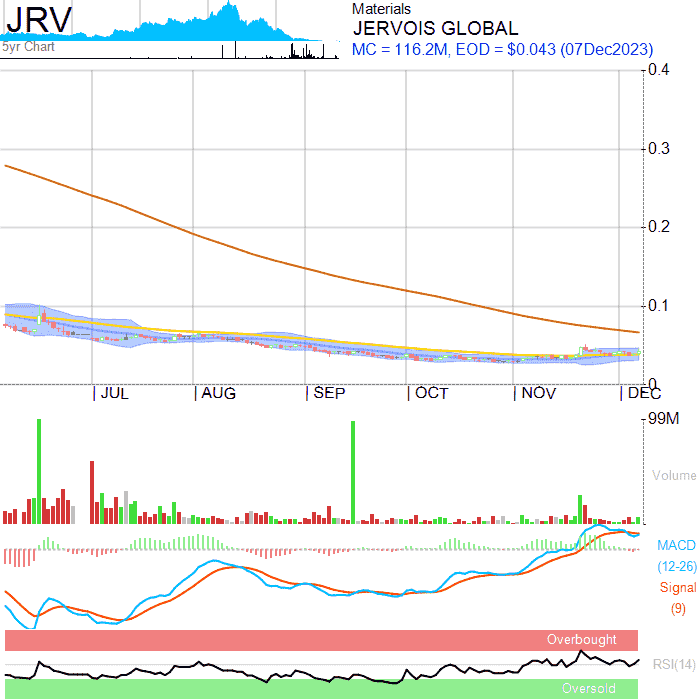 JRV
5yr Chart
Materials
JERVOIS GLOBAL
MC = 116.2M, EOD = $0.043 (07Dec2023)
0.4
0.3
0.2
0.1
0
JUL AUG SEP OCT NOV DEC
99M
Volume
MACD
(12-26)
Signal
(9)
Overbought
RSI(14)
Oversold